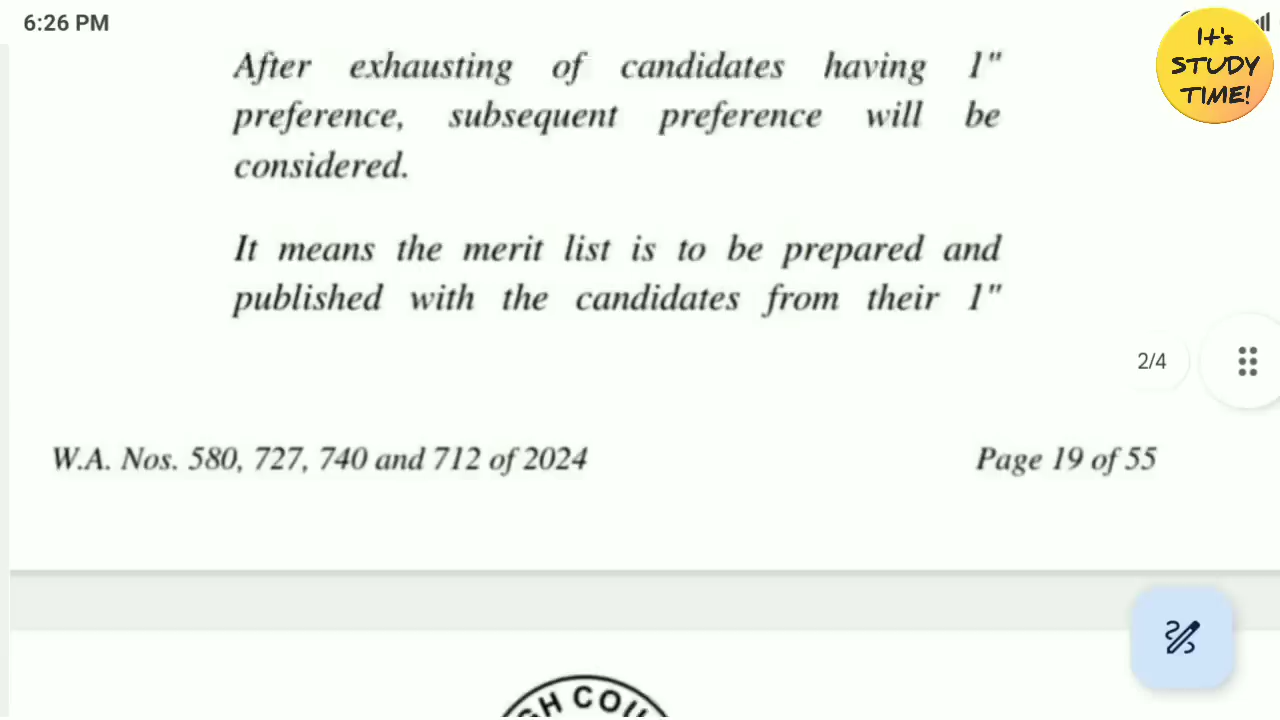 6:26 PM
It's
STUDY
TIME!
After exhausting of candidates having 1"
preference, subsequent preference will be
considered.
It means the merit list is to be prepared and
published with the candidates from their 1"
2/4
W.A. Nos. 580, 727, 740 and 712 of 2024
Page 19 of 55
GH COU